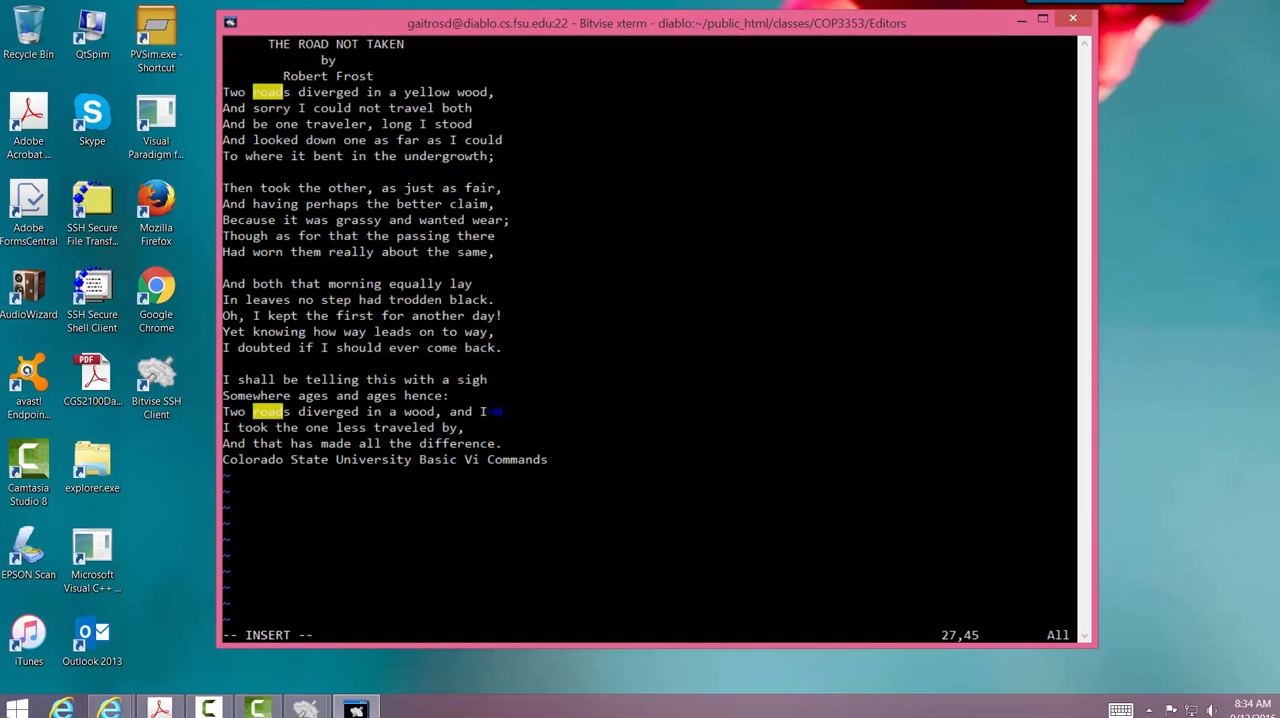 gaitrosd@diablo.cs.fsu.edu:22 - Bitvise xterm - diablo:~/public_html/classes/COP3353/Editors
THE ROAD NOT TAKEN
by
Robert Frost
Two roads diverged in a yellow wood,
And sorry I could not travel both
And be one traveler, long I stood
And looked down one as far as I could
To where it bent in the undergrowth;
Then took the other, as just as fair,
And having perhaps the better claim,
Because it was grassy and wanted wear;
Though as for that the passing there
Had worn them really about the same,
And both that morning equally lay
In leaves no step had trodden black.
Oh, I kept the first for another day!
Yet knowing how way leads on to way,
I doubted if I should ever come back.
I shall be telling this with a sigh
Somewhere ages and ages hence:
Two roads diverged in a wood, and I
I took the one less traveled by,
And that has made all the difference.
Colorado State University Basic Vi Commands
~
~
~
~
~
~
~
~
~
~
-- INSERT -- 27,45 All
Recycle Bin
QtSpim
PVSim.exe -
Shortcut
Adobe
Acrobat ...
Skype
Visual
Paradigm f...
Adobe
FormsCentral
SSH Secure
File Transf...
Mozilla
Firefox
AudioWizard
SSH Secure
Shell Client
Google
Chrome
avast!
Endpoin...
PDF
CGS2100Da...
Bitvise SSH
Client
Camtasia
Studio 8
explorer.exe
EPSON Scan
Microsoft
Visual C++ ...
iTunes
Outlook 2013
8:34 AM